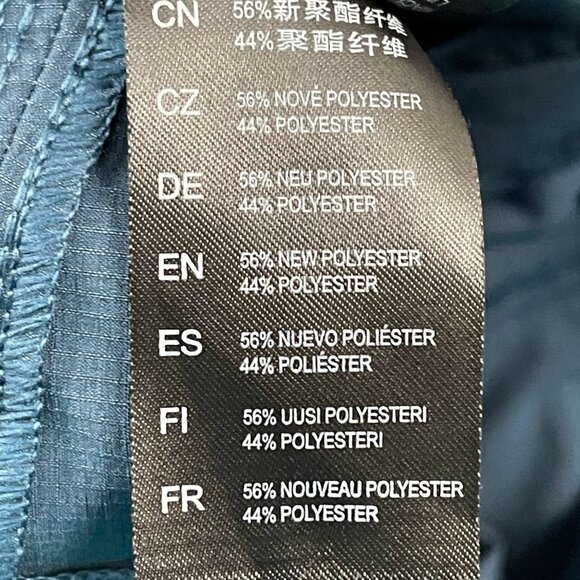 CN 56% 新聚酯纤维
44% 聚酯纤维
CZ 56% NOVÉ POLYESTER
44% POLYESTER
DE 56% NEU POLYESTER
44% POLYESTER
EN 56% NEW POLYESTER
44% POLYESTER
ES 56% NUEVO POLIÉSTER
44% POLIÉSTER
FI 56% UUSI POLYESTERI
44% POLYESTERI
FR 56% NOUVEAU POLYESTER
44% POLYESTER